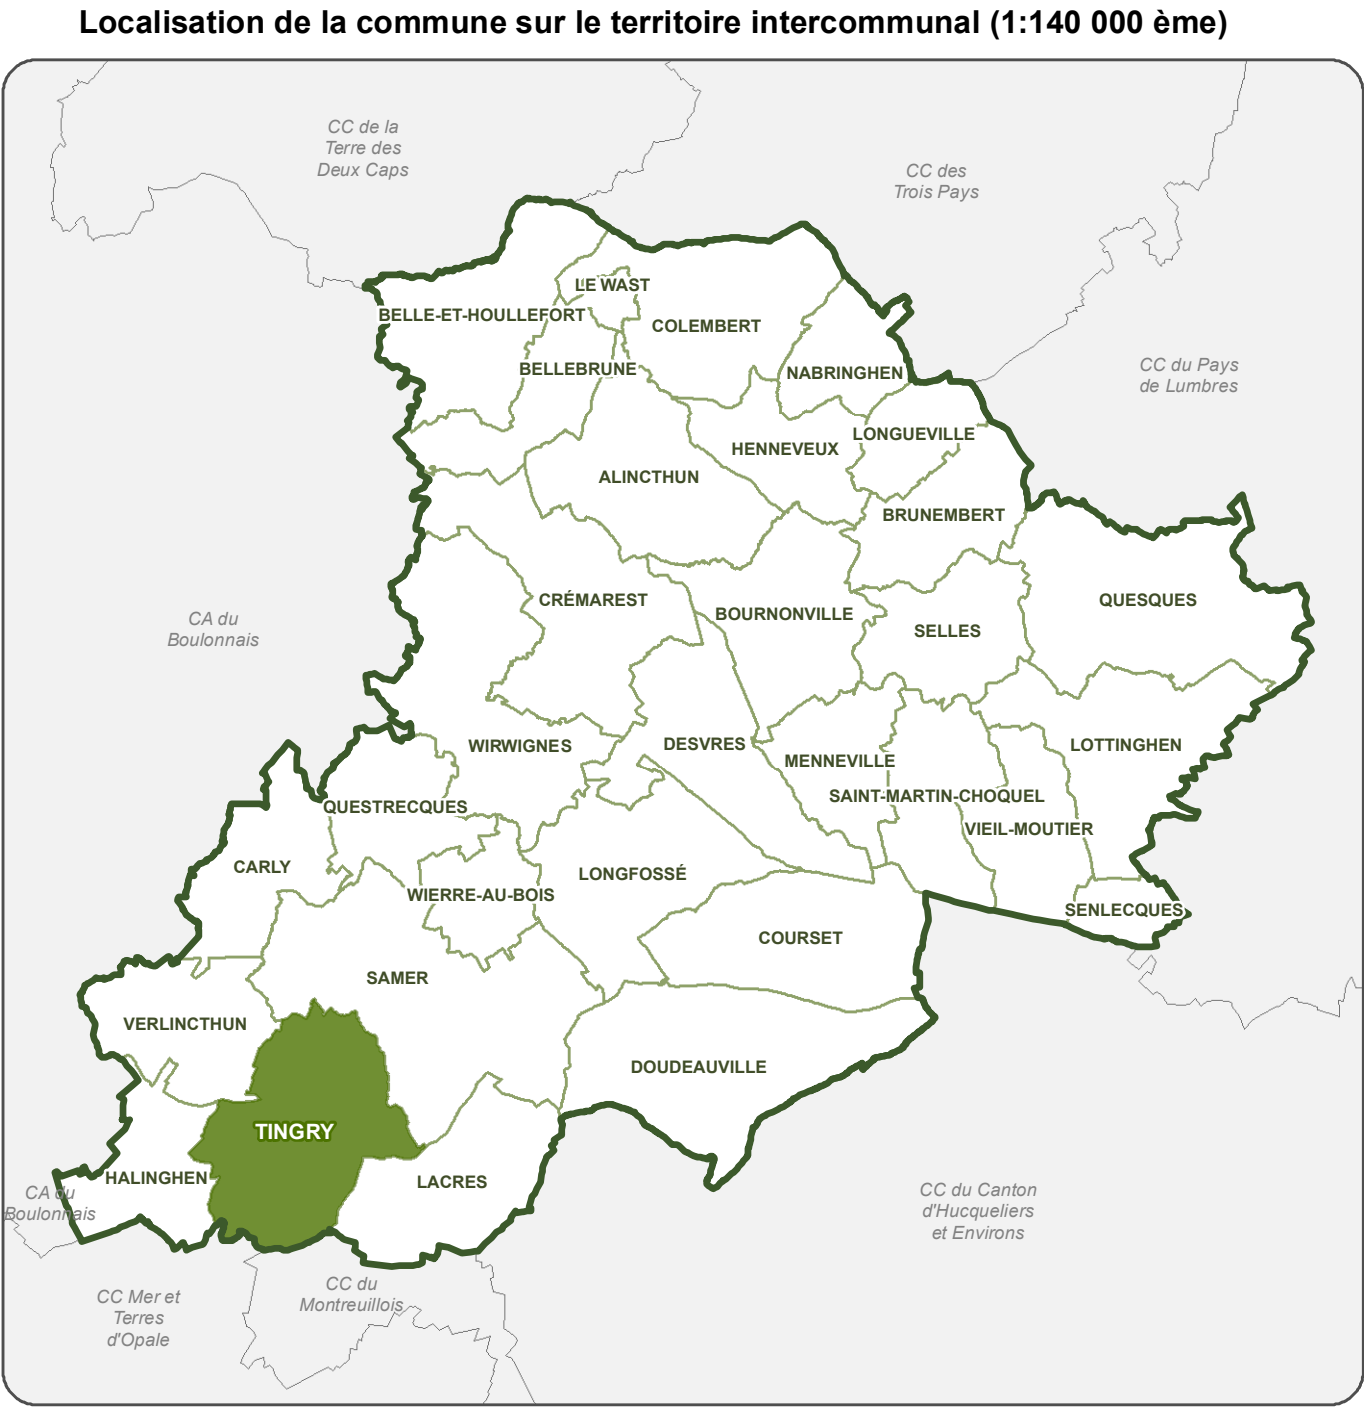 Localisation de la commune sur le territoire intercommunal (1:140 000 ème)
CC de la
Terre des
Deux Caps
CC des
Trois Pays
LE WAST
BELLE-ET-HOULLEFORT
COLEMBERT
BELLEBRUNE
NABRINGHEN
CC du Pays
de Lumbres
LONGUEVILLE
HENNEVEUX
ALINCTHUN
BRUNEMBERT
CRÉMAREST
QUESQUES
BOURNONVILLE
CA du
Boulonnais
SELLES
WIRWIGNES
DESVRES
LOTTINGHEN
MENNEVILLE
SAINT-MARTIN-CHOQUEL
QUESTRECQUES
VIEIL-MOUTIER
CARLY
LONGFOSSÉ
WIERRE-AU-BOIS
SENLECQUES
COURSET
SAMER
VERLINCTHUN
DOUDEAUVILLE
TINGRY
HALINGHEN
LACRES
CA du
Boulonnais
CC du Canton
d'Hucqueliers
et Environs
CC du
Montreuillois
CC Mer et
Terres
d'Opale